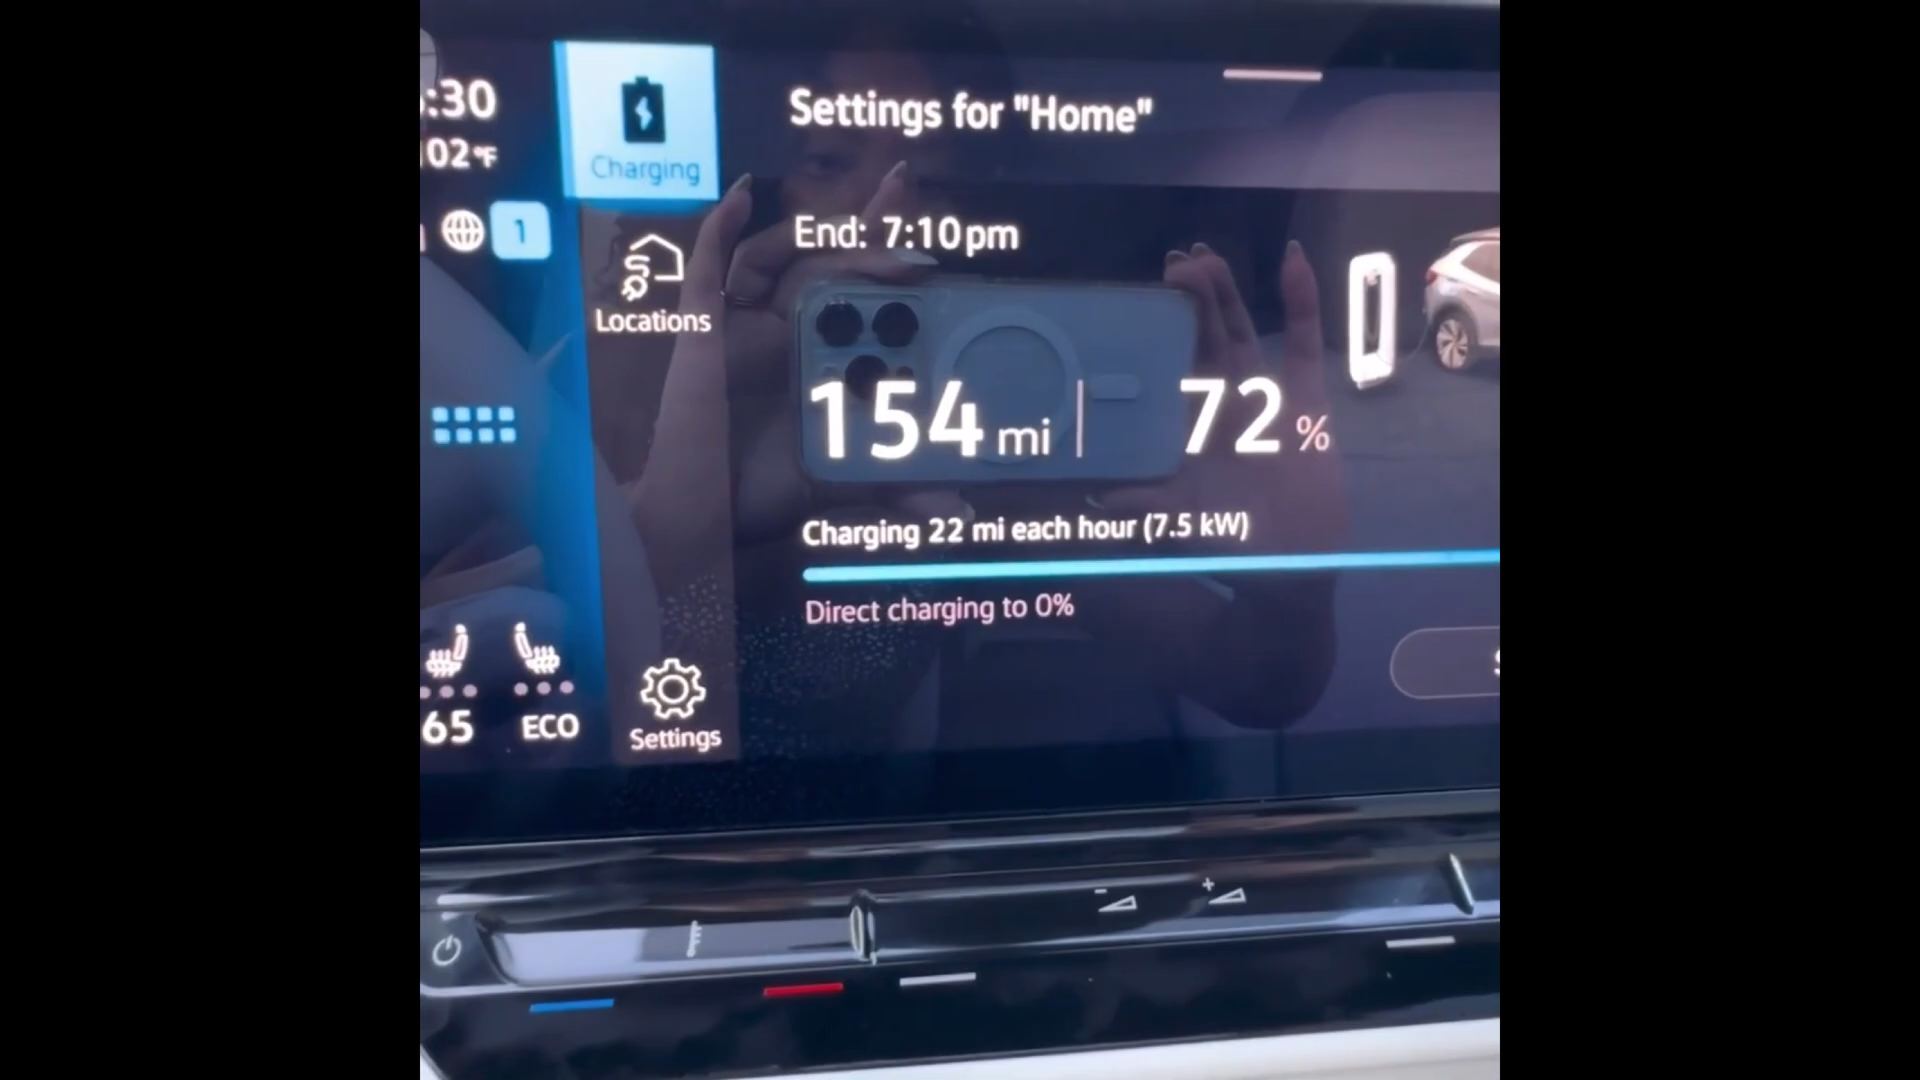 :30
Charging
Settings for "Home"
02°F
1
End: 7:10pm
Locations
154 mi | 72 %
Charging 22 mi each hour (7.5 kW)
Direct charging to 0%
65
ECO
Settings